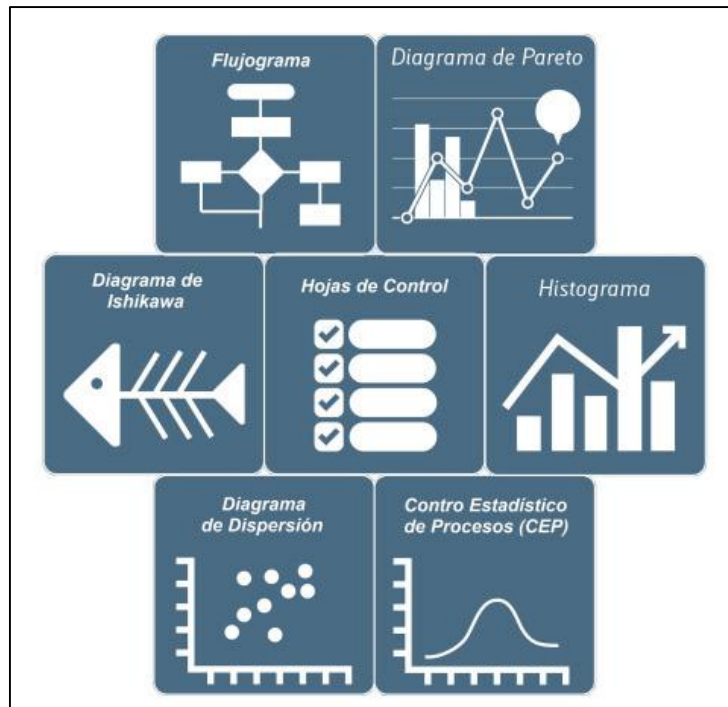 Flujograma
Diagrama de Pareto
Diagrama de
Ishikawa
Hojas de Control
Histograma
Diagrama
de Dispersión
Contro Estadístico
de Procesos (CEP)